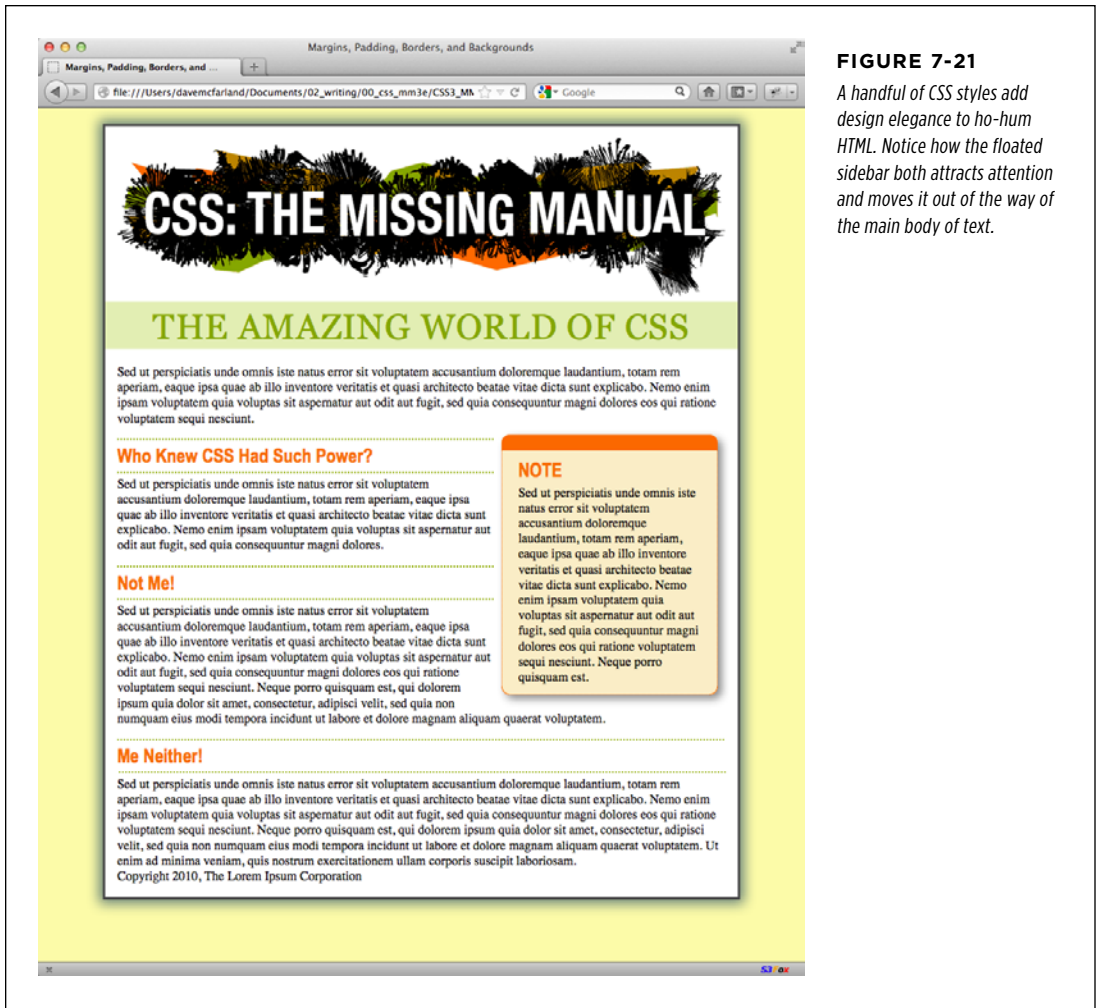 Margins, Padding, Borders, and Backgrounds
Margins, Padding, Borders, and ...
file:///Users/davemcfarland/Documents/02_writing/00_css_mm3e/CSS3_MM
Google
CSS: THE MISSING MANUAL
THE AMAZING WORLD OF CSS
Sed ut perspiciatis unde omnis iste natus error sit voluptatem accusantium doloremque laudantium, totam rem
aperiam, eaque ipsa quae ab illo inventore veritatis et quasi architecto beatae vitae dicta sunt explicabo. Nemo enim
ipsam voluptatem quia voluptas sit aspernatur aut odit aut fugit, sed quia consequuntur magni dolores eos qui ratione
voluptatem sequi nesciunt.
Who Knew CSS Had Such Power?
Sed ut perspiciatis unde omnis iste natus error sit voluptatem
accusantium doloremque laudantium, totam rem aperiam, eaque ipsa
quae ab illo inventore veritatis et quasi architecto beatae vitae dicta sunt
explicabo. Nemo enim ipsam voluptatem quia voluptas sit aspernatur aut
odit aut fugit, sed quia consequuntur magni dolores.
Not Me!
Sed ut perspiciatis unde omnis iste natus error sit voluptatem
accusantium doloremque laudantium, totam rem aperiam, eaque ipsa
quae ab illo inventore veritatis et quasi architecto beatae vitae dicta sunt
explicabo. Nemo enim ipsam voluptatem quia voluptas sit aspernatur aut
odit aut fugit, sed quia consequuntur magni dolores eos qui ratione
voluptatem sequi nesciunt. Neque porro quisquam est, qui dolorem
ipsum quia dolor sit amet, consectetur, adipisci velit, sed quia non
numquam eius modi tempora incidunt ut labore et dolore magnam aliquam quaerat voluptatem.
NOTE
Sed ut perspiciatis unde omnis iste
natus error sit voluptatem
accusantium doloremque
laudantium, totam rem aperiam,
eaque ipsa quae ab illo inventore
veritatis et quasi architecto beatae
vitae dicta sunt explicabo. Nemo
enim ipsam voluptatem quia
voluptas sit aspernatur aut odit aut
fugit, sed quia consequuntur magni
dolores eos qui ratione voluptatem
sequi nesciunt. Neque porro
quisquam est.
Me Neither!
Sed ut perspiciatis unde omnis iste natus error sit voluptatem accusantium doloremque laudantium, totam rem
aperiam, eaque ipsa quae ab illo inventore veritatis et quasi architecto beatae vitae dicta sunt explicabo. Nemo enim
ipsam voluptatem quia voluptas sit aspernatur aut odit aut fugit, sed quia consequuntur magni dolores eos qui ratione
voluptatem sequi nesciunt. Neque porro quisquam est, qui dolorem ipsum quia dolor sit amet, consectetur, adipisci
velit, sed quia non numquam eius modi tempora incidunt ut labore et dolore magnam aliquam quaerat voluptatem. Ut
enim ad minima veniam, quis nostrum exercitationem ullam corporis suscipit laboriosam.
Copyright 2010, The Lorem Ipsum Corporation
FIGURE 7-21
A handful of CSS styles add
design elegance to ho-hum
HTML. Notice how the floated
sidebar both attracts attention
and moves it out of the way of
the main body of text.